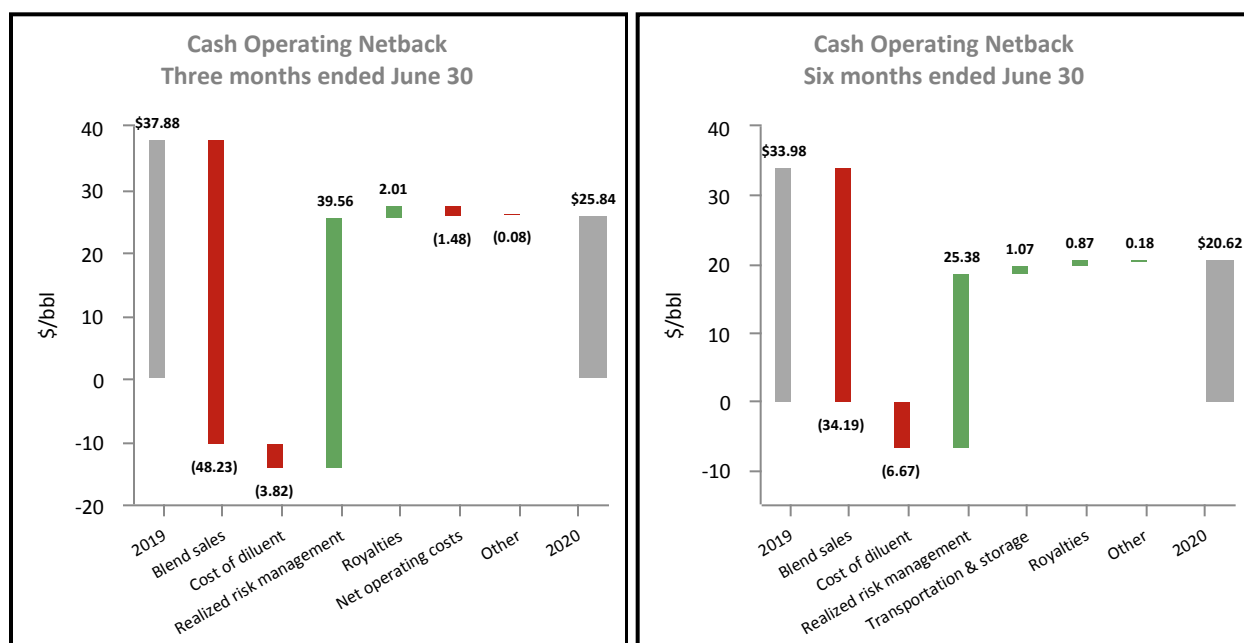 Cash Operating Netback
Three months ended June 30
$/bbl
40
30
20
10
0
-10
-20
$37.88
(48.23)
(3.82)
39.56
2.01
(1.48)
(0.08)
$25.84
2019
Blend sales
Cost of diluent
Realized risk management
Royalties
Net operating costs
Other
2020
Cash Operating Netback
Six months ended June 30
$/bbl
40
30
20
10
0
-10
$33.98
(34.19)
(6.67)
25.38
1.07
0.87
0.18
$20.62
2019
Blend sales
Cost of diluent
Realized risk management
Transportation & storage
Royalties
Other
2020